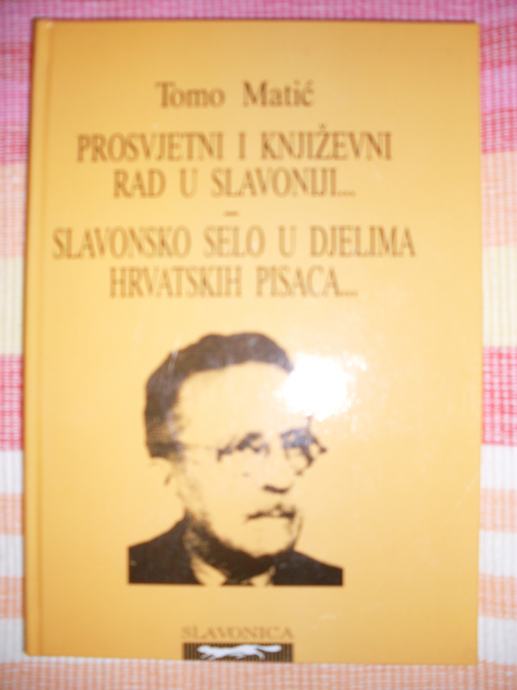 Tomo Matić
PROSVJETNI I KNJIŽEVNI
RAD U SLAVONIJI...
–
SLAVONSKO SELO U DJELIMA
HRVATSKIH PISACA...
SLAVONICA